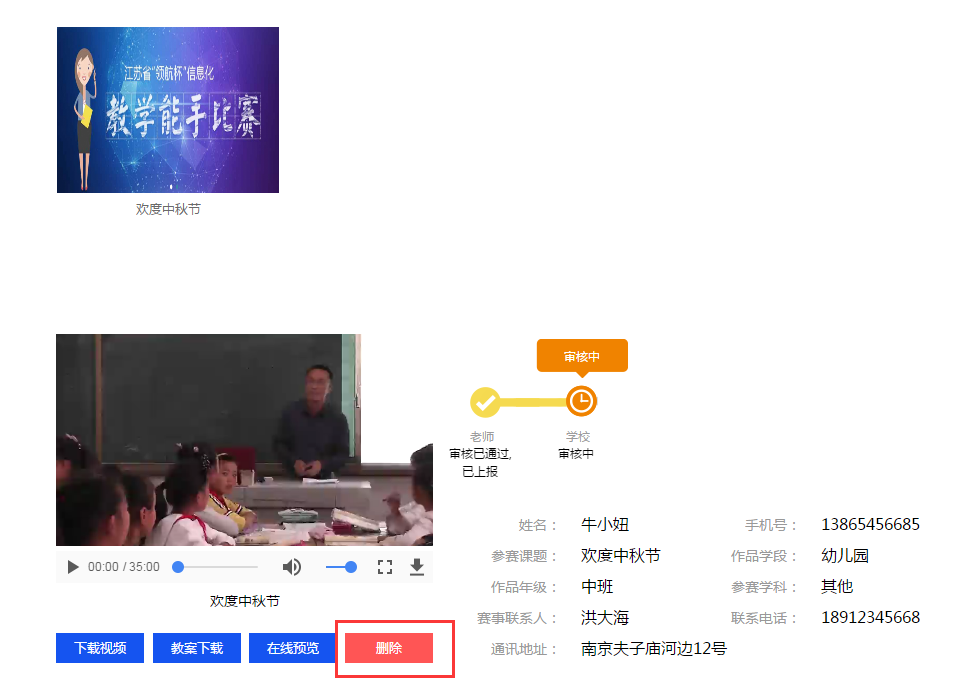 江苏省“领航杯”信息化
教学能手比赛
欢度中秋节
审核中
老师
审核已通过,
已上报
学校
审核中
姓名： 牛小妞 手机号： 13865456685
参赛课题： 欢度中秋节 作品学段： 幼儿园
作品年级： 中班 参赛学科： 其他
赛事联系人： 洪大海 联系电话： 18912345668
通讯地址： 南京夫子庙河边12号
00:00 / 35:00
欢度中秋节
下载视频 教案下载 在线预览 删除